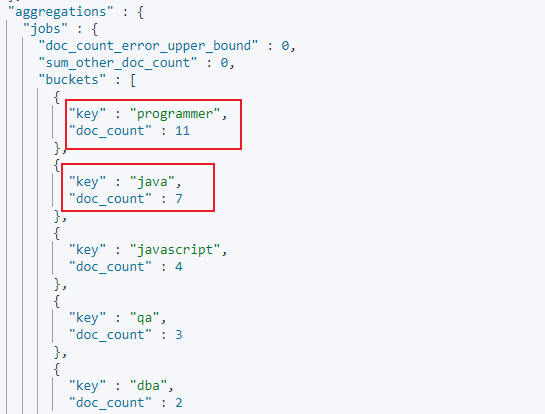 "aggregations" : {
"jobs" : {
"doc_count_error_upper_bound" : 0,
"sum_other_doc_count" : 0,
"buckets" : [
{
"key" : "programmer",
"doc_count" : 11
},
{
"key" : "java",
"doc_count" : 7
},
{
"key" : "javascript",
"doc_count" : 4
},
{
"key" : "qa",
"doc_count" : 3
},
{
"key" : "dba",
"doc_count" : 2